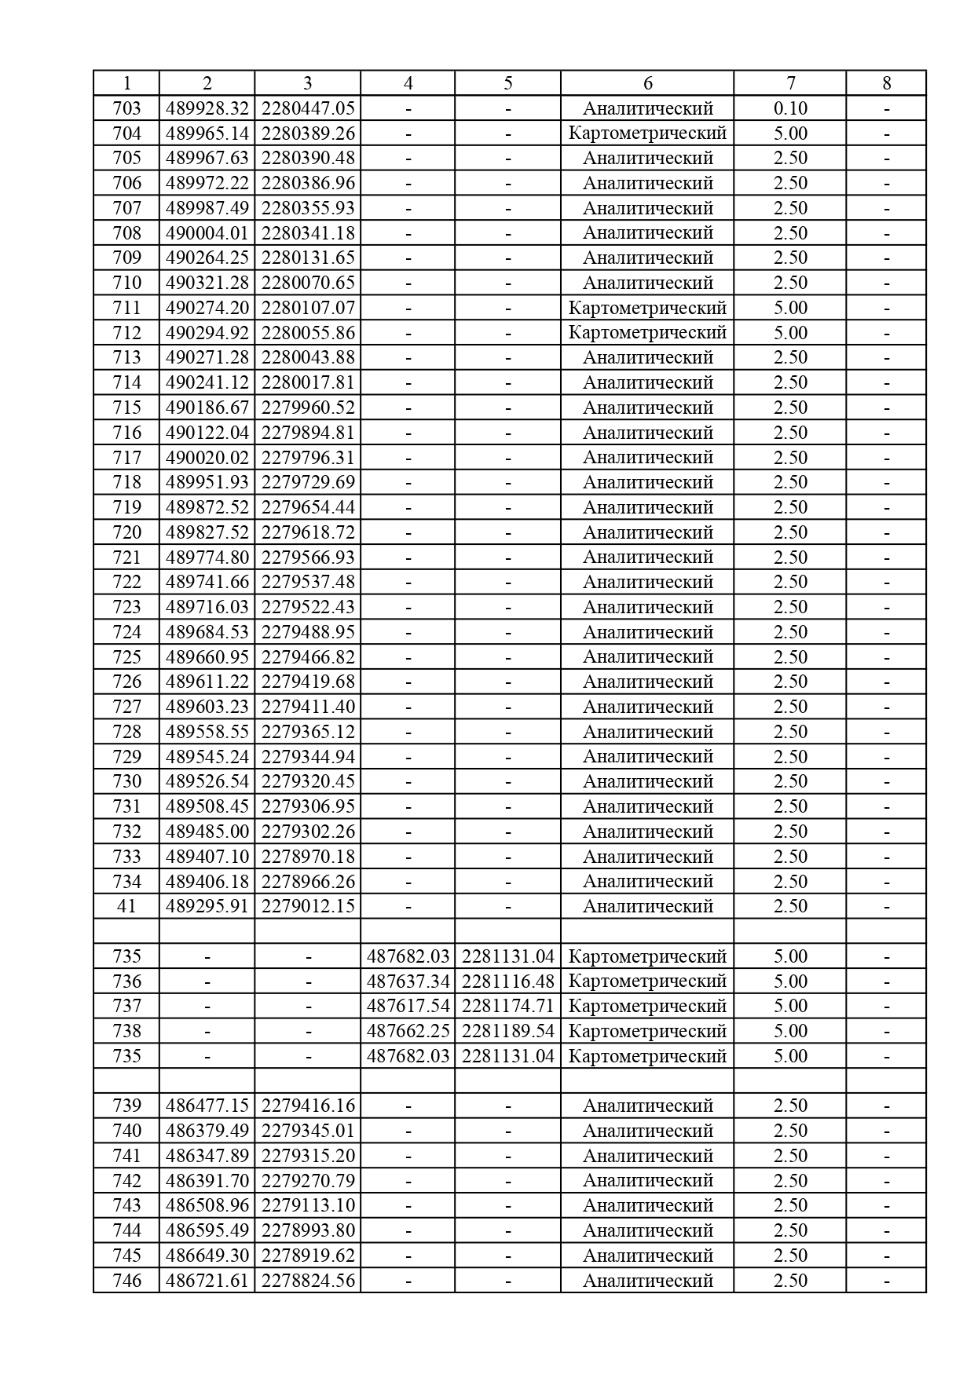 1 2 3 4 5 6 7 8
703 489928.32 2280447.05 - - Аналитический 0.10 -
704 489965.14 2280389.26 - - Картометрический 5.00 -
705 489967.63 2280390.48 - - Аналитический 2.50 -
706 489972.22 2280386.96 - - Аналитический 2.50 -
707 489987.49 2280355.93 - - Аналитический 2.50 -
708 490004.01 2280341.18 - - Аналитический 2.50 -
709 490264.25 2280131.65 - - Аналитический 2.50 -
710 490321.28 2280070.65 - - Аналитический 2.50 -
711 490274.20 2280107.07 - - Картометрический 5.00 -
712 490294.92 2280055.86 - - Картометрический 5.00 -
713 490271.28 2280043.88 - - Аналитический 2.50 -
714 490241.12 2280017.81 - - Аналитический 2.50 -
715 490186.67 2279960.52 - - Аналитический 2.50 -
716 490122.04 2279894.81 - - Аналитический 2.50 -
717 490020.02 2279796.31 - - Аналитический 2.50 -
718 489951.93 2279729.69 - - Аналитический 2.50 -
719 489872.52 2279654.44 - - Аналитический 2.50 -
720 489827.52 2279618.72 - - Аналитический 2.50 -
721 489774.80 2279566.93 - - Аналитический 2.50 -
722 489741.66 2279537.48 - - Аналитический 2.50 -
723 489716.03 2279522.43 - - Аналитический 2.50 -
724 489684.53 2279488.95 - - Аналитический 2.50 -
725 489660.95 2279466.82 - - Аналитический 2.50 -
726 489611.22 2279419.68 - - Аналитический 2.50 -
727 489603.23 2279411.40 - - Аналитический 2.50 -
728 489558.55 2279365.12 - - Аналитический 2.50 -
729 489545.24 2279344.94 - - Аналитический 2.50 -
730 489526.54 2279320.45 - - Аналитический 2.50 -
731 489508.45 2279306.95 - - Аналитический 2.50 -
732 489485.00 2279302.26 - - Аналитический 2.50 -
733 489407.10 2278970.18 - - Аналитический 2.50 -
734 489406.18 2278966.26 - - Аналитический 2.50 -
41 489295.91 2279012.15 - - Аналитический 2.50 -
735 - - 487682.03 2281131.04 Картометрический 5.00 -
736 - - 487637.34 2281116.48 Картометрический 5.00 -
737 - - 487617.54 2281174.71 Картометрический 5.00 -
738 - - 487662.25 2281189.54 Картометрический 5.00 -
735 - - 487682.03 2281131.04 Картометрический 5.00 -
739 486477.15 2279416.16 - - Аналитический 2.50 -
740 486379.49 2279345.01 - - Аналитический 2.50 -
741 486347.89 2279315.20 - - Аналитический 2.50 -
742 486391.70 2279270.79 - - Аналитический 2.50 -
743 486508.96 2279113.10 - - Аналитический 2.50 -
744 486595.49 2278993.80 - - Аналитический 2.50 -
745 486649.30 2278919.62 - - Аналитический 2.50 -
746 486721.61 2278824.56 - - Аналитический 2.50 -